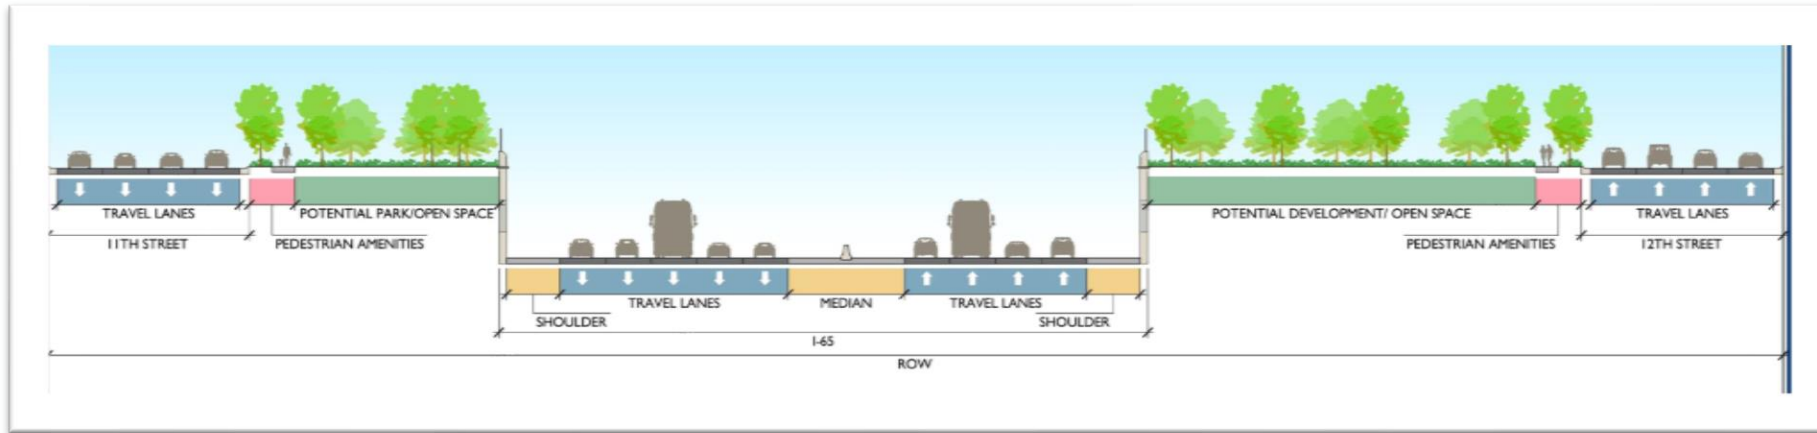 TRAVEL LANES
POTENTIAL PARK/OPEN SPACE
POTENTIAL DEVELOPMENT/ OPEN SPACE
TRAVEL LANES
11TH STREET
PEDESTRIAN AMENITIES
PEDESTRIAN AMENITIES
12TH STREET
TRAVEL LANES
MEDIAN
TRAVEL LANES
SHOULDER
SHOULDER
I-65
ROW